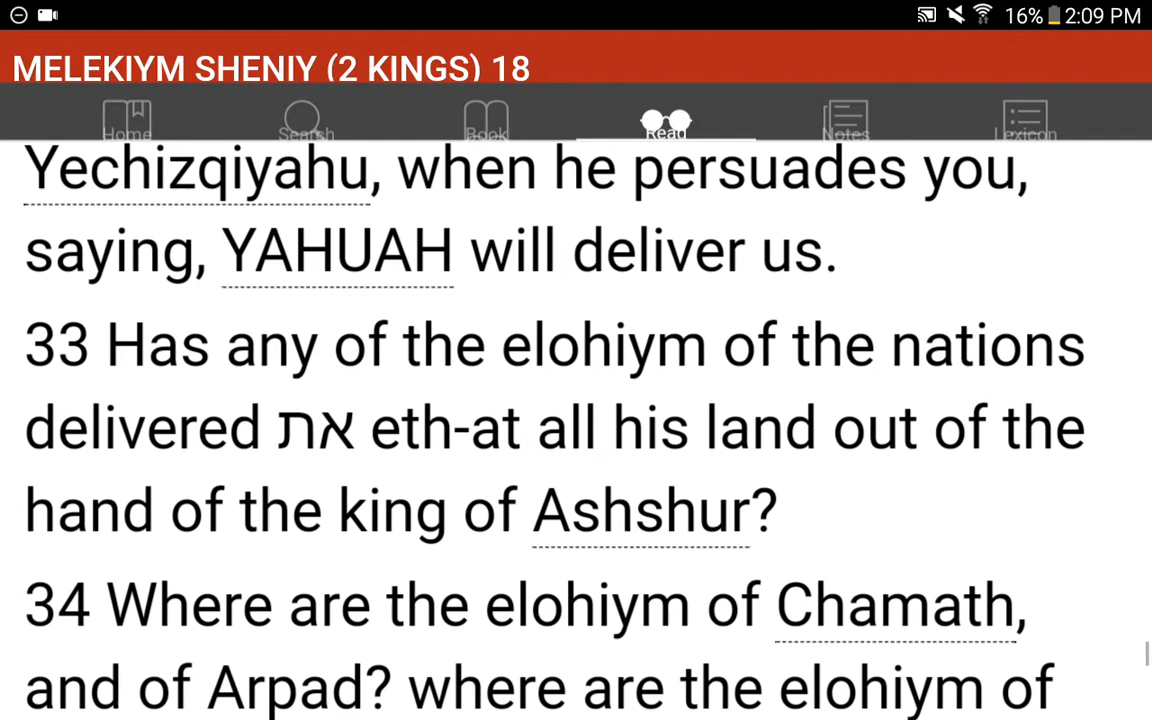 16% 2:09 PM
MELEKIYM SHENIY (2 KINGS) 18
Home Search Book Read Notes Lexicon
Yechizqiyahu, when he persuades you,
saying, YAHUAH will deliver us.
33 Has any of the elohiym of the nations
delivered את eth-at all his land out of the
hand of the king of Ashshur?
34 Where are the elohiym of Chamath,
and of Arpad? where are the elohiym of